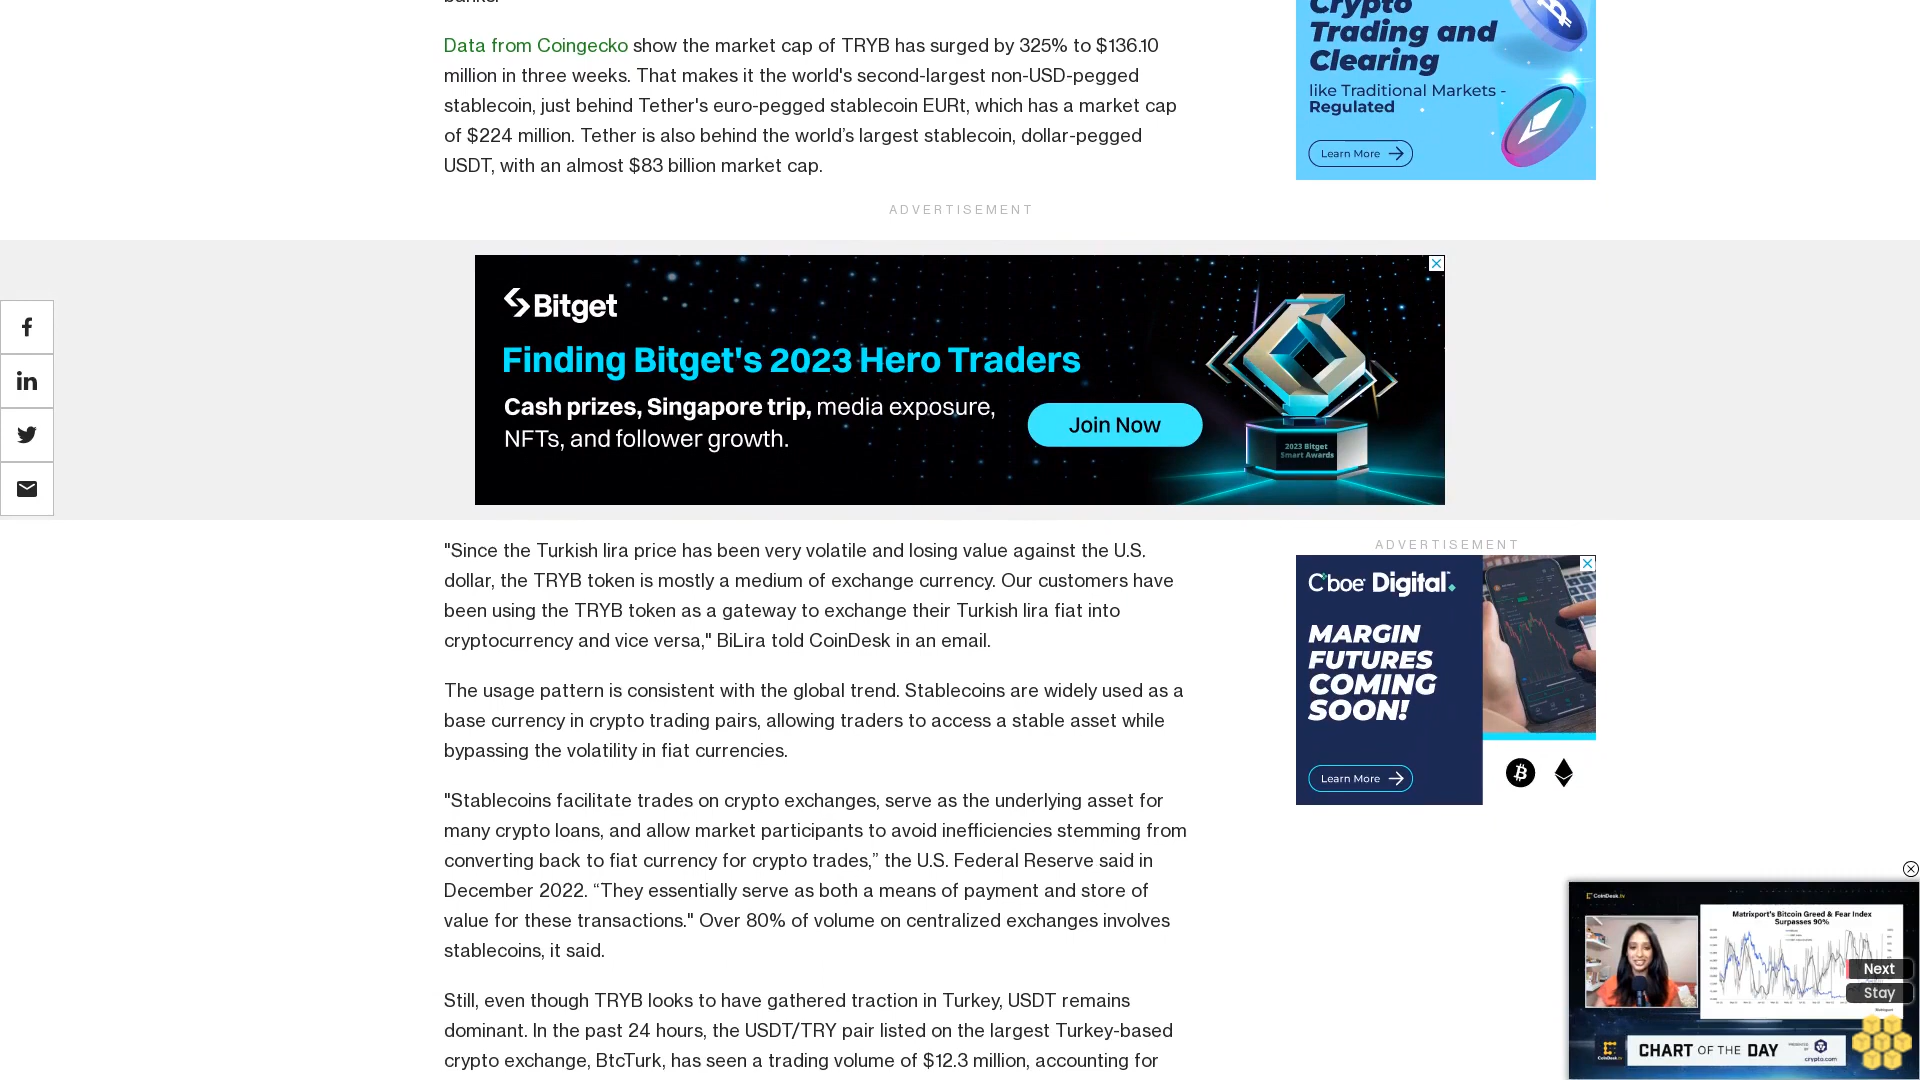 Data from Coingecko show the market cap of TRYB has surged by 325% to $136.10
million in three weeks. That makes it the world's second-largest non-USD-pegged
stablecoin, just behind Tether's euro-pegged stablecoin EURt, which has a market cap
of $224 million. Tether is also behind the world’s largest stablecoin, dollar-pegged
USDT, with an almost $83 billion market cap.
Crypto
Trading and
Clearing
like Traditional Markets -
Regulated
Learn More
ADVERTISEMENT
Bitget
Finding Bitget's 2023 Hero Traders
Cash prizes, Singapore trip, media exposure,
NFTs, and follower growth.
Join Now
2023 Bitget
Smart Awards
"Since the Turkish lira price has been very volatile and losing value against the U.S.
dollar, the TRYB token is mostly a medium of exchange currency. Our customers have
been using the TRYB token as a gateway to exchange their Turkish lira fiat into
cryptocurrency and vice versa," BiLira told CoinDesk in an email.
The usage pattern is consistent with the global trend. Stablecoins are widely used as a
base currency in crypto trading pairs, allowing traders to access a stable asset while
bypassing the volatility in fiat currencies.
"Stablecoins facilitate trades on crypto exchanges, serve as the underlying asset for
many crypto loans, and allow market participants to avoid inefficiencies stemming from
converting back to fiat currency for crypto trades,” the U.S. Federal Reserve said in
December 2022. “They essentially serve as both a means of payment and store of
value for these transactions." Over 80% of volume on centralized exchanges involves
stablecoins, it said.
Still, even though TRYB looks to have gathered traction in Turkey, USDT remains
dominant. In the past 24 hours, the USDT/TRY pair listed on the largest Turkey-based
crypto exchange, BtcTurk, has seen a trading volume of $12.3 million, accounting for
ADVERTISEMENT
Cboe Digital
MARGIN
FUTURES
COMING
SOON!
Learn More
CoinDesk.tv
Matrixport's Bitcoin Greed & Fear Index
Surpasses 90%
Next
Stay
CoinDesk.tv
CHART OF THE DAY
PRESENTED BY
crypto.com